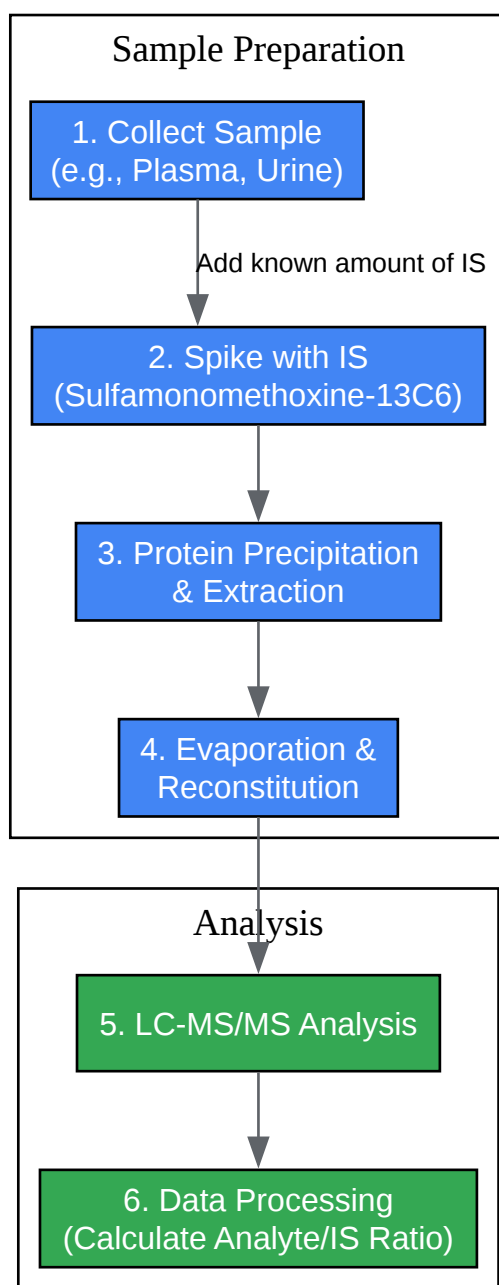 Sample Preparation
1. Collect Sample
(e.g., Plasma, Urine)
Add known amount of IS
2. Spike with IS
(Sulfamonomethoxine-13C6)
3. Protein Precipitation
& Extraction
4. Evaporation &
Reconstitution
Analysis
5. LC-MS/MS Analysis
6. Data Processing
(Calculate Analyte/IS Ratio)